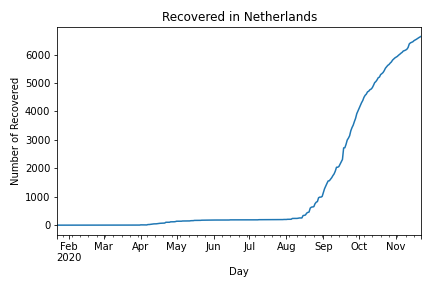 Recovered in Netherlands
Number of Recovered
6000
5000
4000
3000
2000
1000
0
Feb Mar Apr May Jun Jul Aug Sep Oct Nov
2020
Day